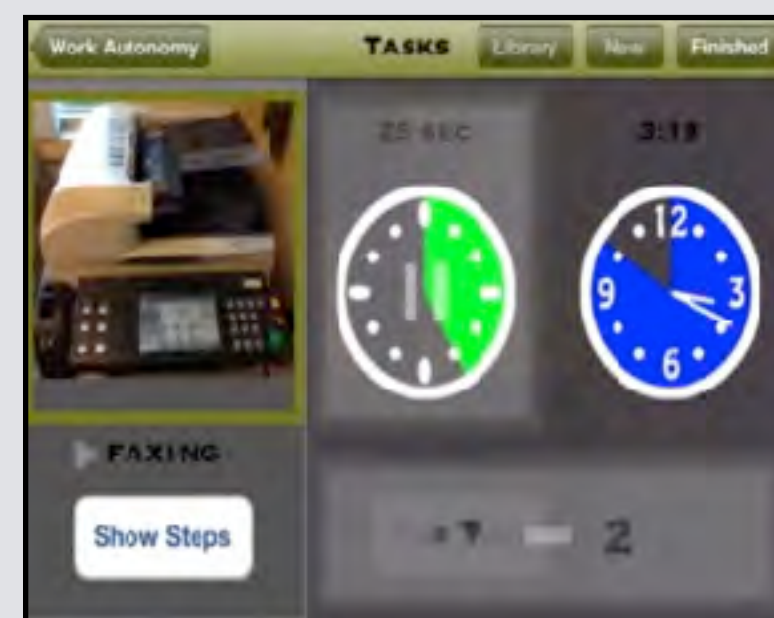 Work Autonomy TASKS Library New Finished
25 SEC 3:19
12
9 3
6
FAXING
Show Steps
2